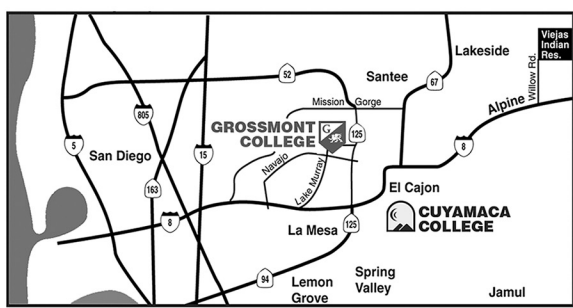 Viejas
Indian
Res.
Lakeside
Willow Rd.
52
Santee
67
Alpine
Mission Gorge
805
GROSSMONT
COLLEGE
G
125
5
15
8
San Diego
Navajo
163
Lake Murray
El Cajon
8
CUYAMACA
COLLEGE
La Mesa
125
94
Lemon
Grove
Spring
Valley
Jamul